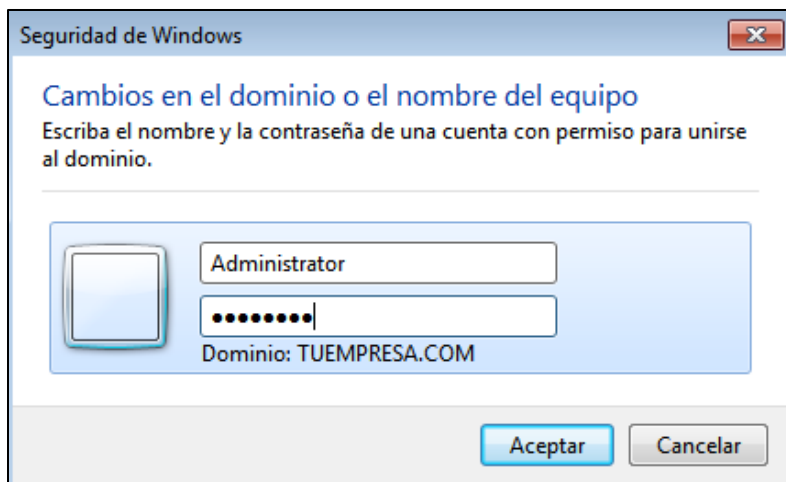 Seguridad de Windows
Cambios en el dominio o el nombre del equipo
Escriba el nombre y la contraseña de una cuenta con permiso para unirse
al dominio.
Administrator
●●●●●●●●
Dominio: TUEMPRESA.COM
Aceptar
Cancelar